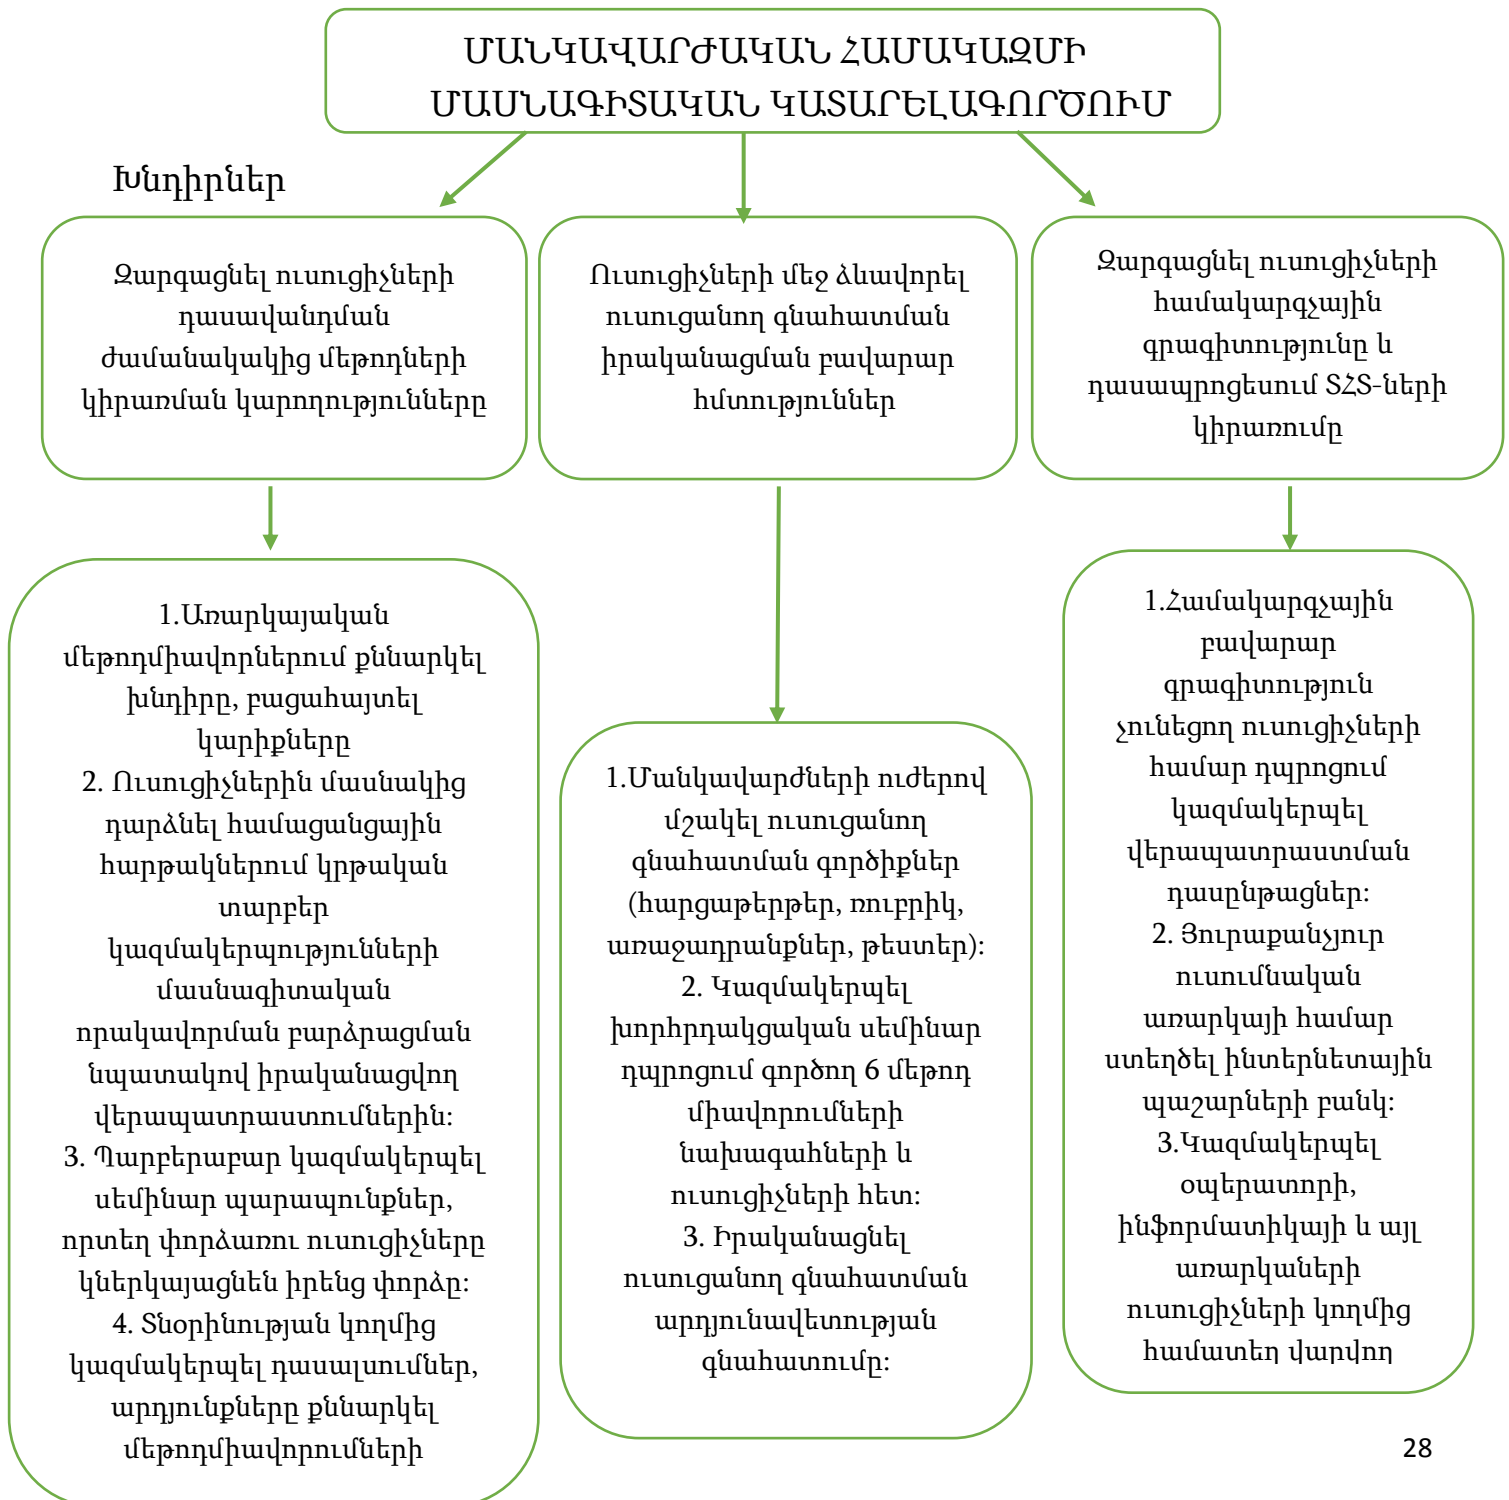 ՄԱՆԿԱՎԱՐԺԱԿԱՆ ՀԱՄԱԿԱԶՄԻ
ՄԱՍՆԱԳԻՏԱԿԱՆ ԿԱՏԱՐԵԼԱԳՈՐԾՈՒՄ
Խնդիրներ
Զարգացնել ուսուցիչների
դասավանդման
ժամանակակից մեթոդների
կիրառման կարողությունները
Ուսուցիչների մեջ ձևավորել
ուսուցանող գնահատման
իրականացման բավարար
հմտություններ
Զարգացնել ուսուցիչների
համակարգչային
գրագիտությունը և
դասապրոցեսում ՏՀՏ-ների
կիրառումը
1.Առարկայական
մեթոդմիավորներում քննարկել
խնդիրը, բացահայտել
կարիքները
2. Ուսուցիչներին մասնակից
դարձնել համացանցային
հարթակներում կրթական
տարբեր
կազմակերպությունների
մասնագիտական
որակավորման բարձրացման
նպատակով իրականացվող
վերապատրաստումներին։
3. Պարբերաբար կազմակերպել
սեմինար պարապունքներ,
որտեղ փորձառու ուսուցիչները
կներկայացնեն իրենց փորձը։
4. Տնօրինության կողմից
կազմակերպել դասալսումներ,
արդյունքները քննարկել
մեթոդմիավորումների
1.Մանկավարժների ուժերով
մշակել ուսուցանող
գնահատման գործիքներ
(հարցաթերթեր, ռուբրիկ,
առաջադրանքներ, թեստեր)։
2. Կազմակերպել
խորհրդակցական սեմինար
դպրոցում գործող 6 մեթոդ
միավորումների
նախագահների և
ուսուցիչների հետ։
3. Իրականացնել
ուսուցանող գնահատման
արդյունավետության
գնահատումը։
1.Համակարգչային
բավարար
գրագիտություն
չունեցող ուսուցիչների
համար դպրոցում
կազմակերպել
վերապատրաստման
դասընթացներ։
2. Յուրաքանչյուր
ուսումնական
առարկայի համար
ստեղծել ինտերնետային
պաշարների բանկ։
3.Կազմակերպել
օպերատորի,
ինֆորմատիկայի և այլ
առարկաների
ուսուցիչների կողմից
համատեղ վարվող
28